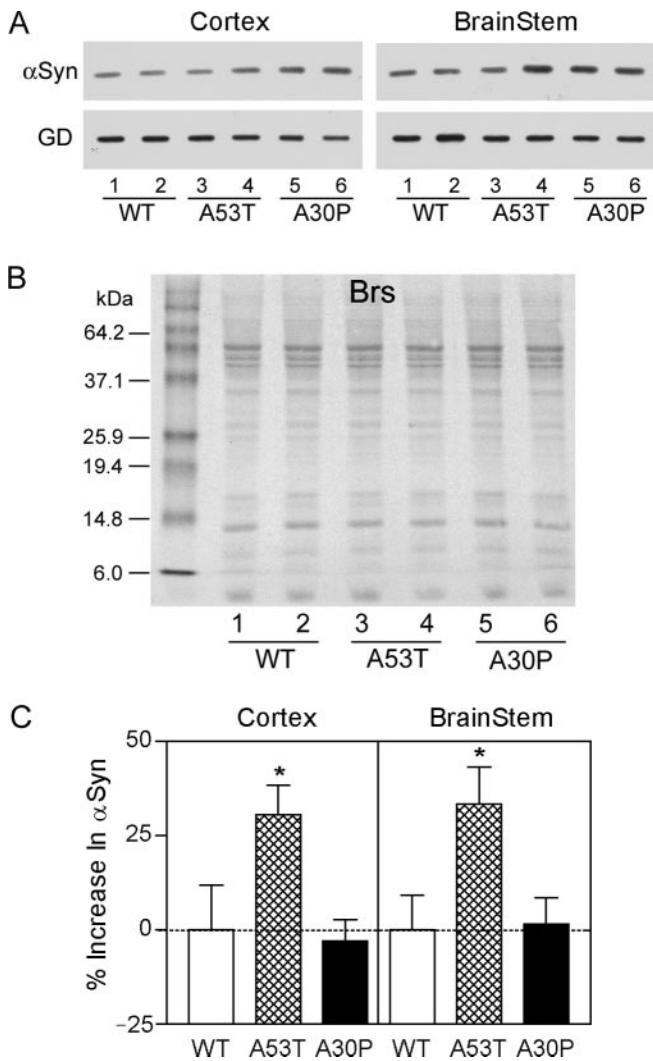 A
Cortex BrainStem
αSyn
GD
1 2 3 4 5 6 1 2 3 4 5 6
WT A53T A30P WT A53T A30P
B
kDa Brs
64.2
37.1
25.9
19.4
14.8
6.0
1 2 3 4 5 6
WT A53T A30P
C
Cortex BrainStem
% Increase In αSyn
50
* *
25
0
-25
WT A53T A30P WT A53T A30P